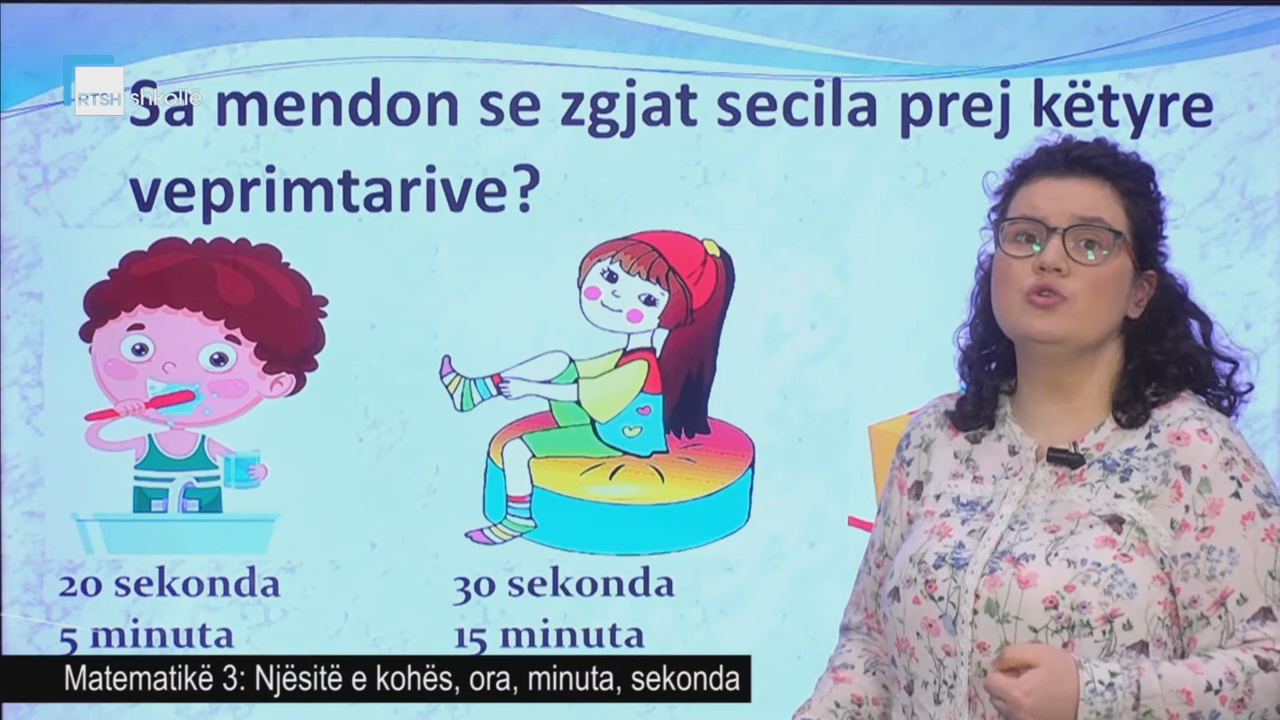 RTSH shkollë
Sa mendon se zgjat secila prej këtyre
veprimtarive?
20 sekonda
30 sekonda
5 minuta
15 minuta
Matematikë 3: Njësitë e kohës, ora, minuta, sekonda